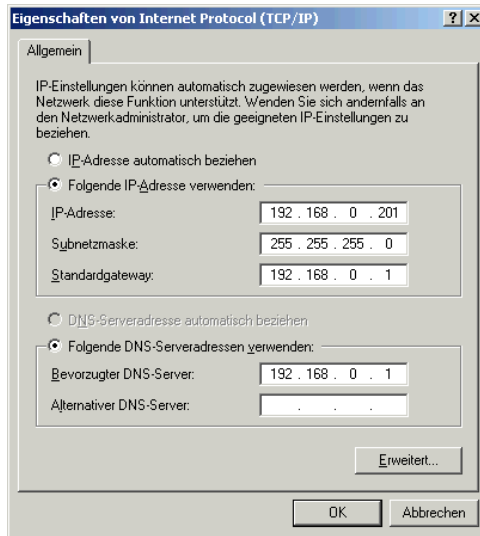 Eigenschaften von Internet Protocol (TCP/IP)
Allgemein
IP-Einstellungen können automatisch zugewiesen werden, wenn das
Netzwerk diese Funktion unterstützt. Wenden Sie sich andernfalls an
den Netzwerkadministrator, um die geeigneten IP-Einstellungen zu
beziehen.
IP-Adresse automatisch beziehen
Folgende IP-Adresse verwenden:
IP-Adresse: 192 . 168 . 0 . 201
Subnetzmaske: 255 . 255 . 255 . 0
Standardgateway: 192 . 168 . 0 . 1
DNS-Serveradresse automatisch beziehen
Folgende DNS-Serveradressen verwenden:
Bevorzugter DNS-Server: 192 . 168 . 0 . 1
Alternativer DNS-Server: . . .
Erweitert...
OK Abbrechen